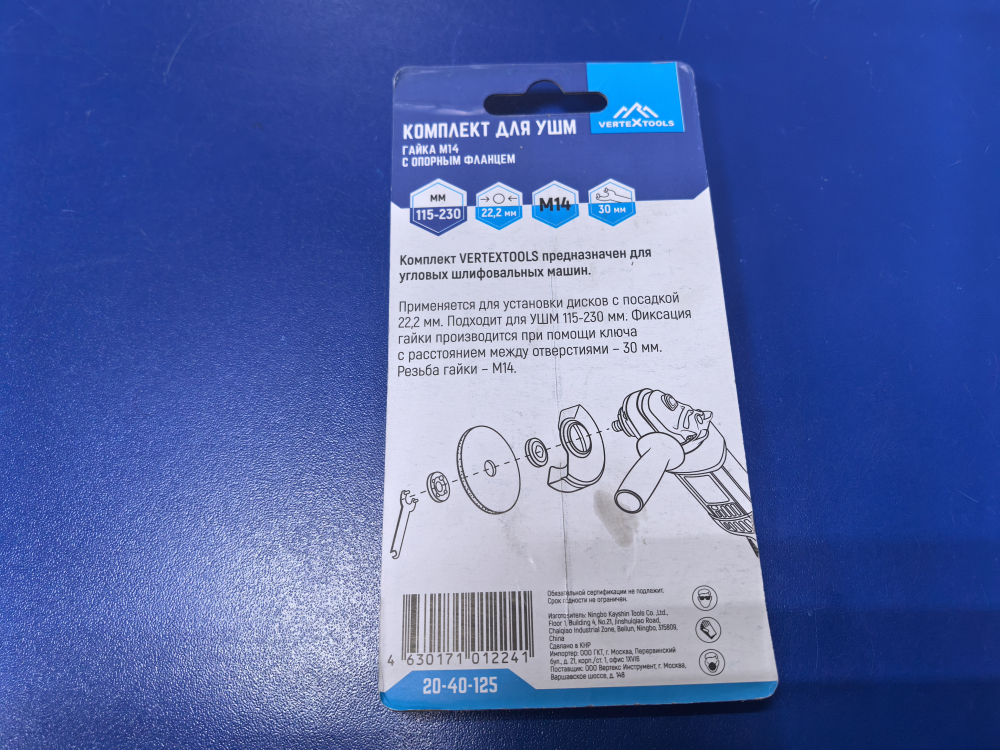 КОМПЛЕКТ ДЛЯ УШМ
ГАЙКА М14
С ОПОРНЫМ ФЛАНЦЕМ
VERTEXTOOLS
мм
115-230
22,2 мм
М14
30 мм
Комплект VERTEXTOOLS предназначен для
угловых шлифовальных машин.
Применяется для установки дисков с посадкой
22,2 мм. Подходит для УШМ 115-230 мм. Фиксация
гайки производится при помощи ключа
с расстоянием между отверстиями – 30 мм.
Резьба гайки – М14.
Обязательной сертификации не подлежит.
Срок годности не ограничен.
Изготовитель: Ningbo Kayshin Tools Co .,Ltd.,
Floor 1, Building 4, No.21, Jinshuiqiao Road,
Chaiqiao Industrial Zone, Beilun, Ningbo, 315809,
China
Сделано в КНР
Импортер: ООО ГКТ, г. Москва, Перервинский
бул., д. 21, корп./ст. 1, офис 1XVI6
Поставщик: ООО Вертекс Инструмент, г. Москва,
Варшавское шоссе, д. 148
4 630171 012241
20-40-125